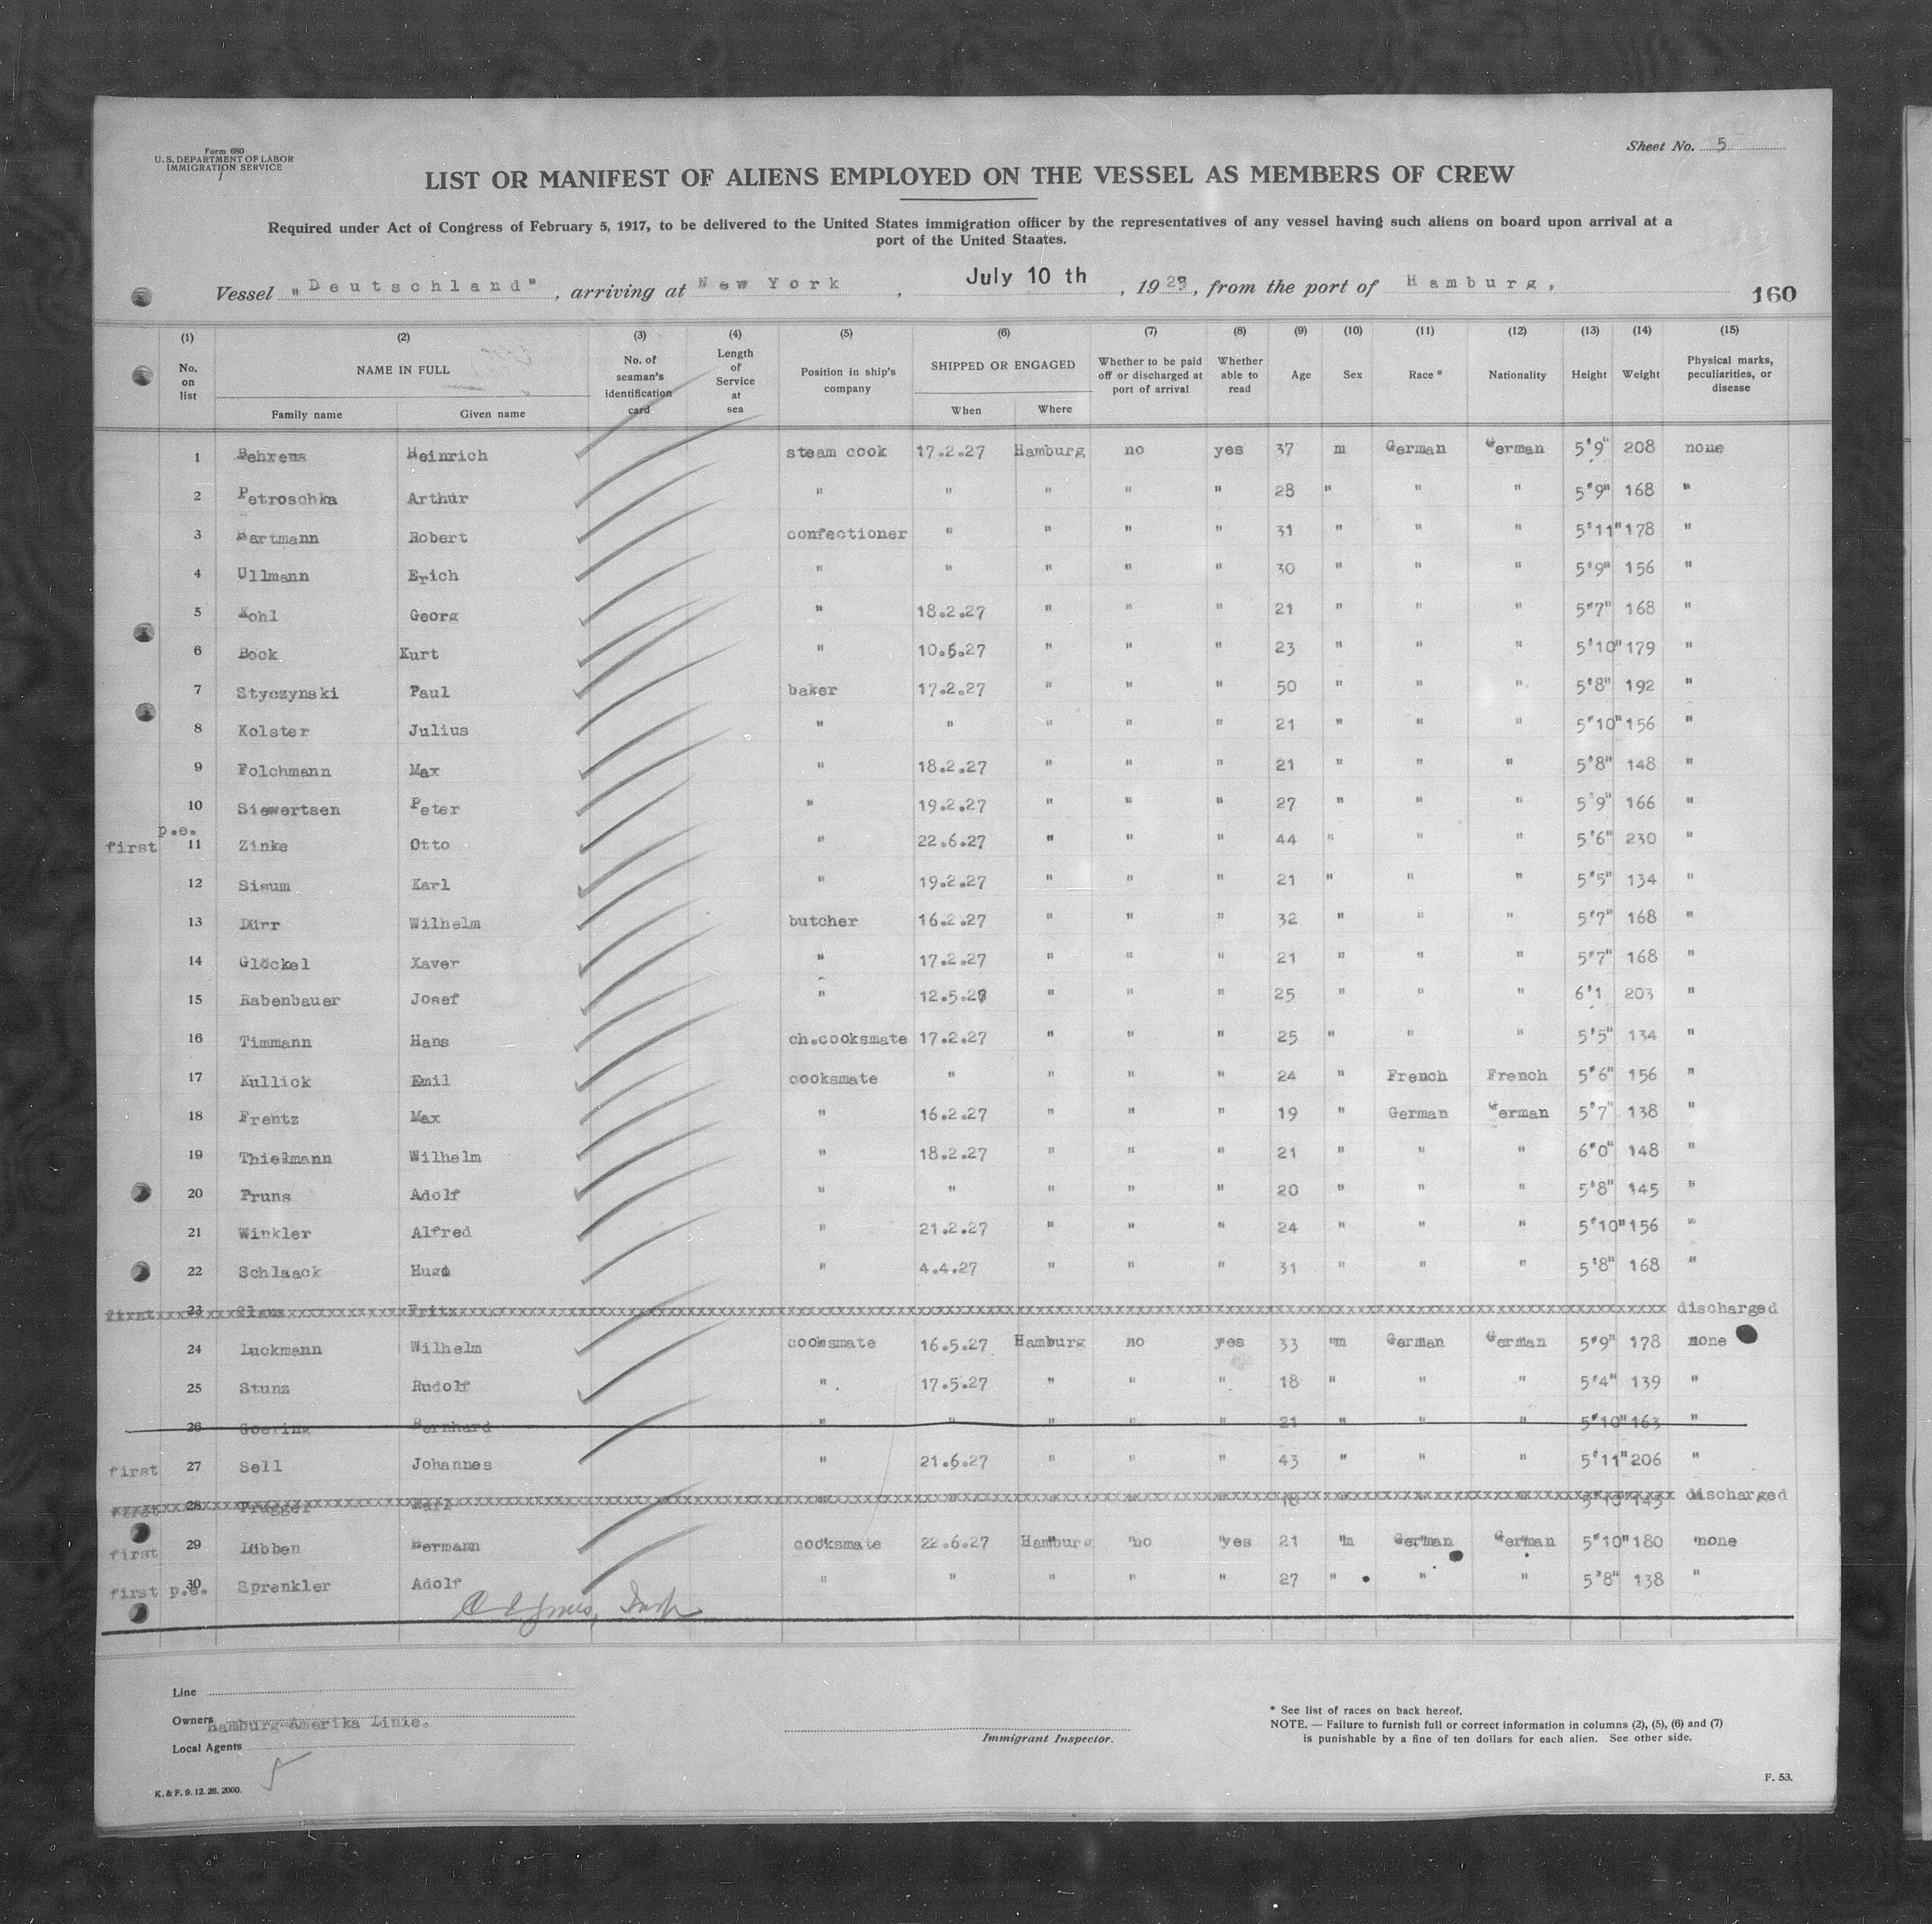 Form 680
U. S. DEPARTMENT OF LABOR
IMMIGRATION SERVICE
Sheet No. 5
LIST OR MANIFEST OF ALIENS EMPLOYED ON THE VESSEL AS MEMBERS OF CREW
Required under Act of Congress of February 5, 1917, to be delivered to the United States immigration officer by the representatives of any vessel having such aliens on board upon arrival at a
port of the United Staates.
Vessel "Deutschland", arriving at New York, July 10 th, 19, from the port of Hamburg,
160
(1) (2) (3) (4) (5) (6) (7) (8) (9) (10) (11) (12) (13) (14) (15)
No. on list NAME IN FULL Family name Given name No. of seaman's identification card Length of Service at sea Position in ship's company SHIPPED OR ENGAGED When Where Whether to be paid off or discharged at port of arrival Whether able to read Age Sex Race * Nationality Height Weight Physical marks, peculiarities, or disease
1 Behrens Heinrich steam cook 17.2.27 Hamburg no yes 37 m German German 5'9" 208 none
2 Petroschka Arthur " " " " " 28 " " " 5'9" 168 "
3 Hartmann Robert confectioner " " " " 31 " " " 5'11" 178 "
4 Ullmann Erich " " " " " 30 " " " 5'9" 156 "
5 Kohl Georg " 18.2.27 " " " 21 " " " 5'7" 168 "
6 Bock Kurt " 10.5.27 " " " 23 " " " 5'10" 179 "
7 Styczynski Paul baker 17.2.27 " " " 50 " " " 5'8" 192 "
8 Kolster Julius " " " " " 21 " " " 5'10" 156 "
9 Folchmann Max " 18.2.27 " " " 21 " " " 5'8" 148 "
10 Siewertsen Peter " 19.2.27 " " " 27 " " " 5'9" 166 "
first p.e. 11 Zinke Otto " 22.6.27 " " " 44 " " " 5'6" 230 "
12 Sisum Karl " 19.2.27 " " " 21 " " " 5'5" 134 "
13 Dürr Wilhelm butcher 16.2.27 " " " 32 " " " 5'7" 168 "
14 Glöckel Xaver " 17.2.27 " " " 21 " " " 5'7" 168 "
15 Rabenbauer Josef " 12.5.27 " " " 25 " " " 6'1 203 "
16 Timmann Hans ch.cooksmate 17.2.27 " " " 25 " " " 5'5" 134 "
17 Kullick Emil cooksmate " " " " 24 " French French 5'6" 156 "
18 Frentz Max " 16.2.27 " " " 19 " German German 5'7" 138 "
19 Thielmann Wilhelm " 18.2.27 " " " 21 " " " 6'0" 148 "
20 Pruns Adolf " " " " " 20 " " " 5'8" 145 "
21 Winkler Alfred " 21.2.27 " " " 24 " " " 5'10" 156 "
22 Schlaack Hugo " 4.4.27 " " " 31 " " " 5'8" 168 "
first 23 Fritz discharged
24 Luckmann Wilhelm cooksmate 16.5.27 Hamburg no yes 33 "m German German 5'9" 178 none
25 Stunz Rudolf " 17.5.27 " " " 18 " " " 5'4" 139 "
26 Goering Bernhard " " " " " 21 " " " 5'10" 163 "
first 27 Sell Johannes " 21.6.27 " " " 43 " " " 5'11" 206 "
first 28 Prugger Karl " " " " " 18 " " " 5'10 145 discharged
first 29 Lübben Hermann cooksmate 22.6.27 Hamburg "no "yes 21 "m German German 5'10" 180 "none
first p.e. 30 Sprenkler Adolf " " " " " 27 " " " 5'8" 138 "
Line
Owners Hamburg-Amerika Linie.
Local Agents
Immigrant Inspector.
* See list of races on back hereof.
NOTE. — Failure to furnish full or correct information in columns (2), (5), (6) and (7)
is punishable by a fine of ten dollars for each alien. See other side.
K. & F. 9. 12. 26. 2000.
F. 53.